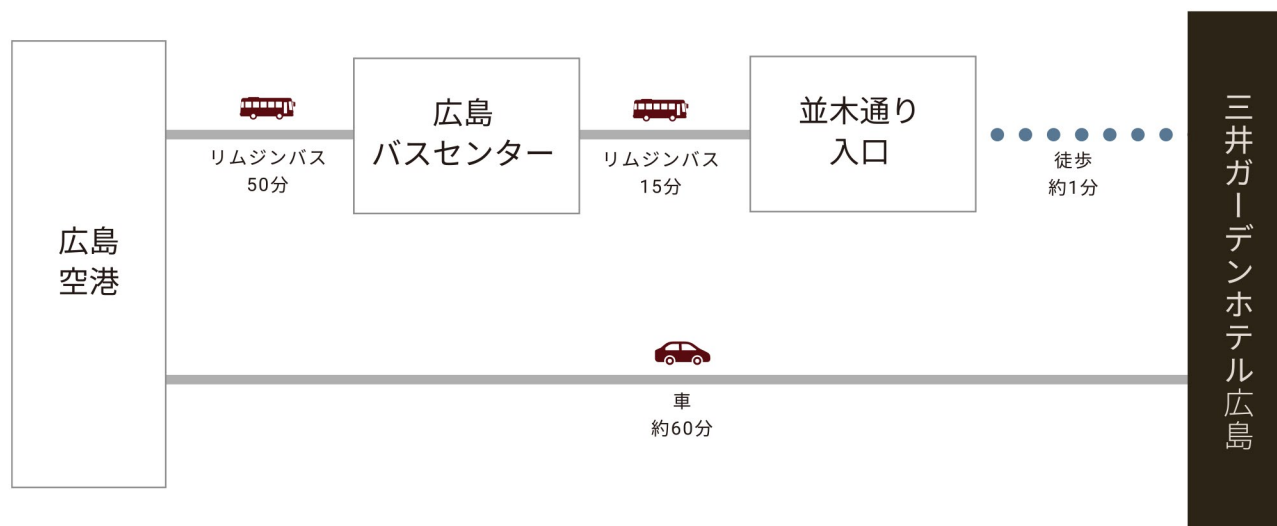 広島
空港
リムジンバス
50分
広島
バスセンター
リムジンバス
15分
並木通り
入口
徒歩
約1分
車
約60分
三井ガーデンホテル広島